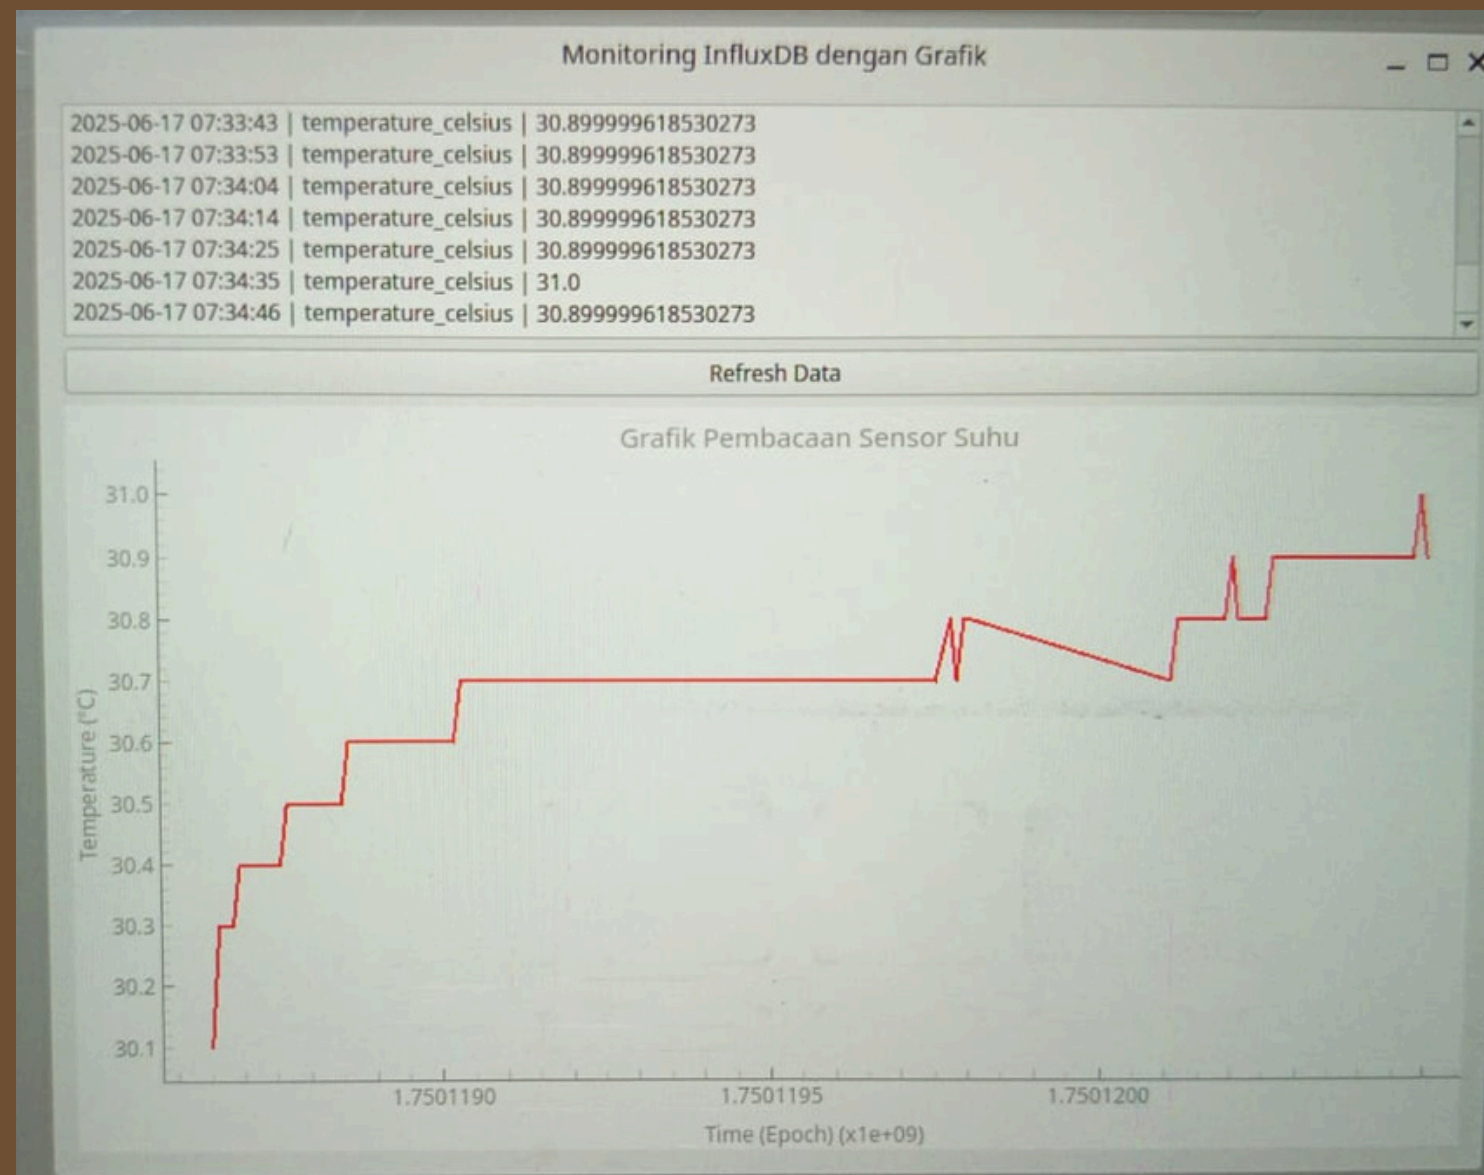 Monitoring InfluxDB dengan Grafik
2025-06-17 07:33:43 | temperature_celsius | 30.899999618530273
2025-06-17 07:33:53 | temperature_celsius | 30.899999618530273
2025-06-17 07:34:04 | temperature_celsius | 30.899999618530273
2025-06-17 07:34:14 | temperature_celsius | 30.899999618530273
2025-06-17 07:34:25 | temperature_celsius | 30.899999618530273
2025-06-17 07:34:35 | temperature_celsius | 31.0
2025-06-17 07:34:46 | temperature_celsius | 30.899999618530273
Refresh Data
Grafik Pembacaan Sensor Suhu
31.0
30.9
30.8
30.7
30.6
30.5
30.4
30.3
30.2
30.1
Temperature (°C)
1.7501190 1.7501195 1.7501200
Time (Epoch) (x1e+09)